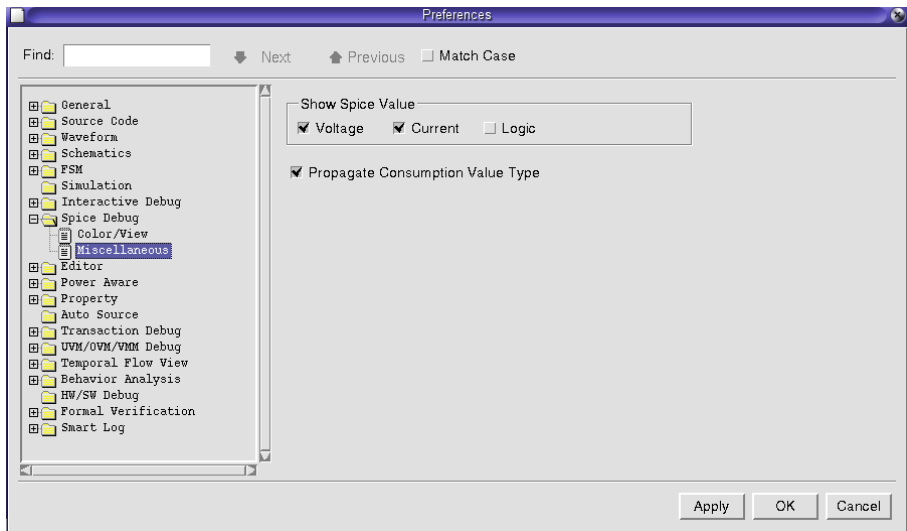 Preferences
Find: Next Previous Match Case
General
Source Code
Waveform
Schematics
FSM
Simulation
Interactive Debug
Spice Debug
Color/View
Miscellaneous
Editor
Power Aware
Property
Auto Source
Transaction Debug
UVM/OVM/VMM Debug
Temporal Flow View
Behavior Analysis
HW/SW Debug
Formal Verification
Smart Log
Show Spice Value
Voltage Current Logic
Propagate Consumption Value Type
Apply OK Cancel